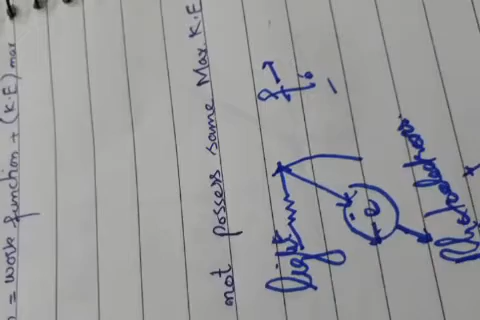 = work function + (K.E) max
not possess same Max K.E
light
e
Photoelectron